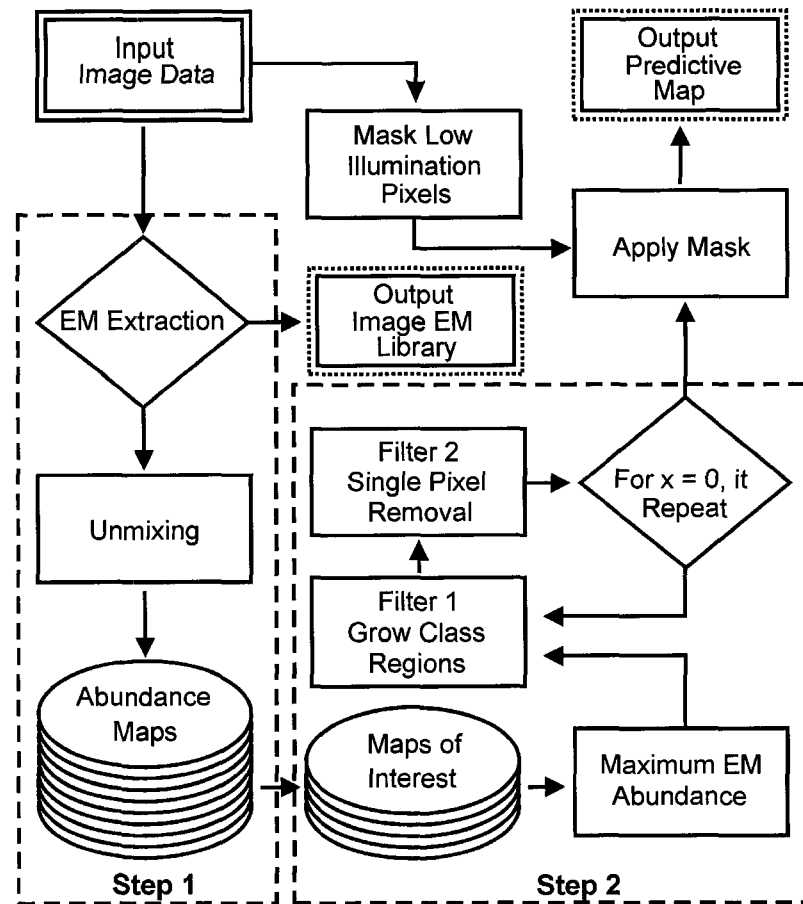 Input
Image Data
Output
Predictive
Map
Mask Low
Illumination
Pixels
Apply Mask
EM Extraction
Output
Image EM
Library
Filter 2
Single Pixel
Removal
For x = 0, it
Repeat
Unmixing
Filter 1
Grow Class
Regions
Abundance
Maps
Maps of
Interest
Maximum EM
Abundance
Step 1
Step 2